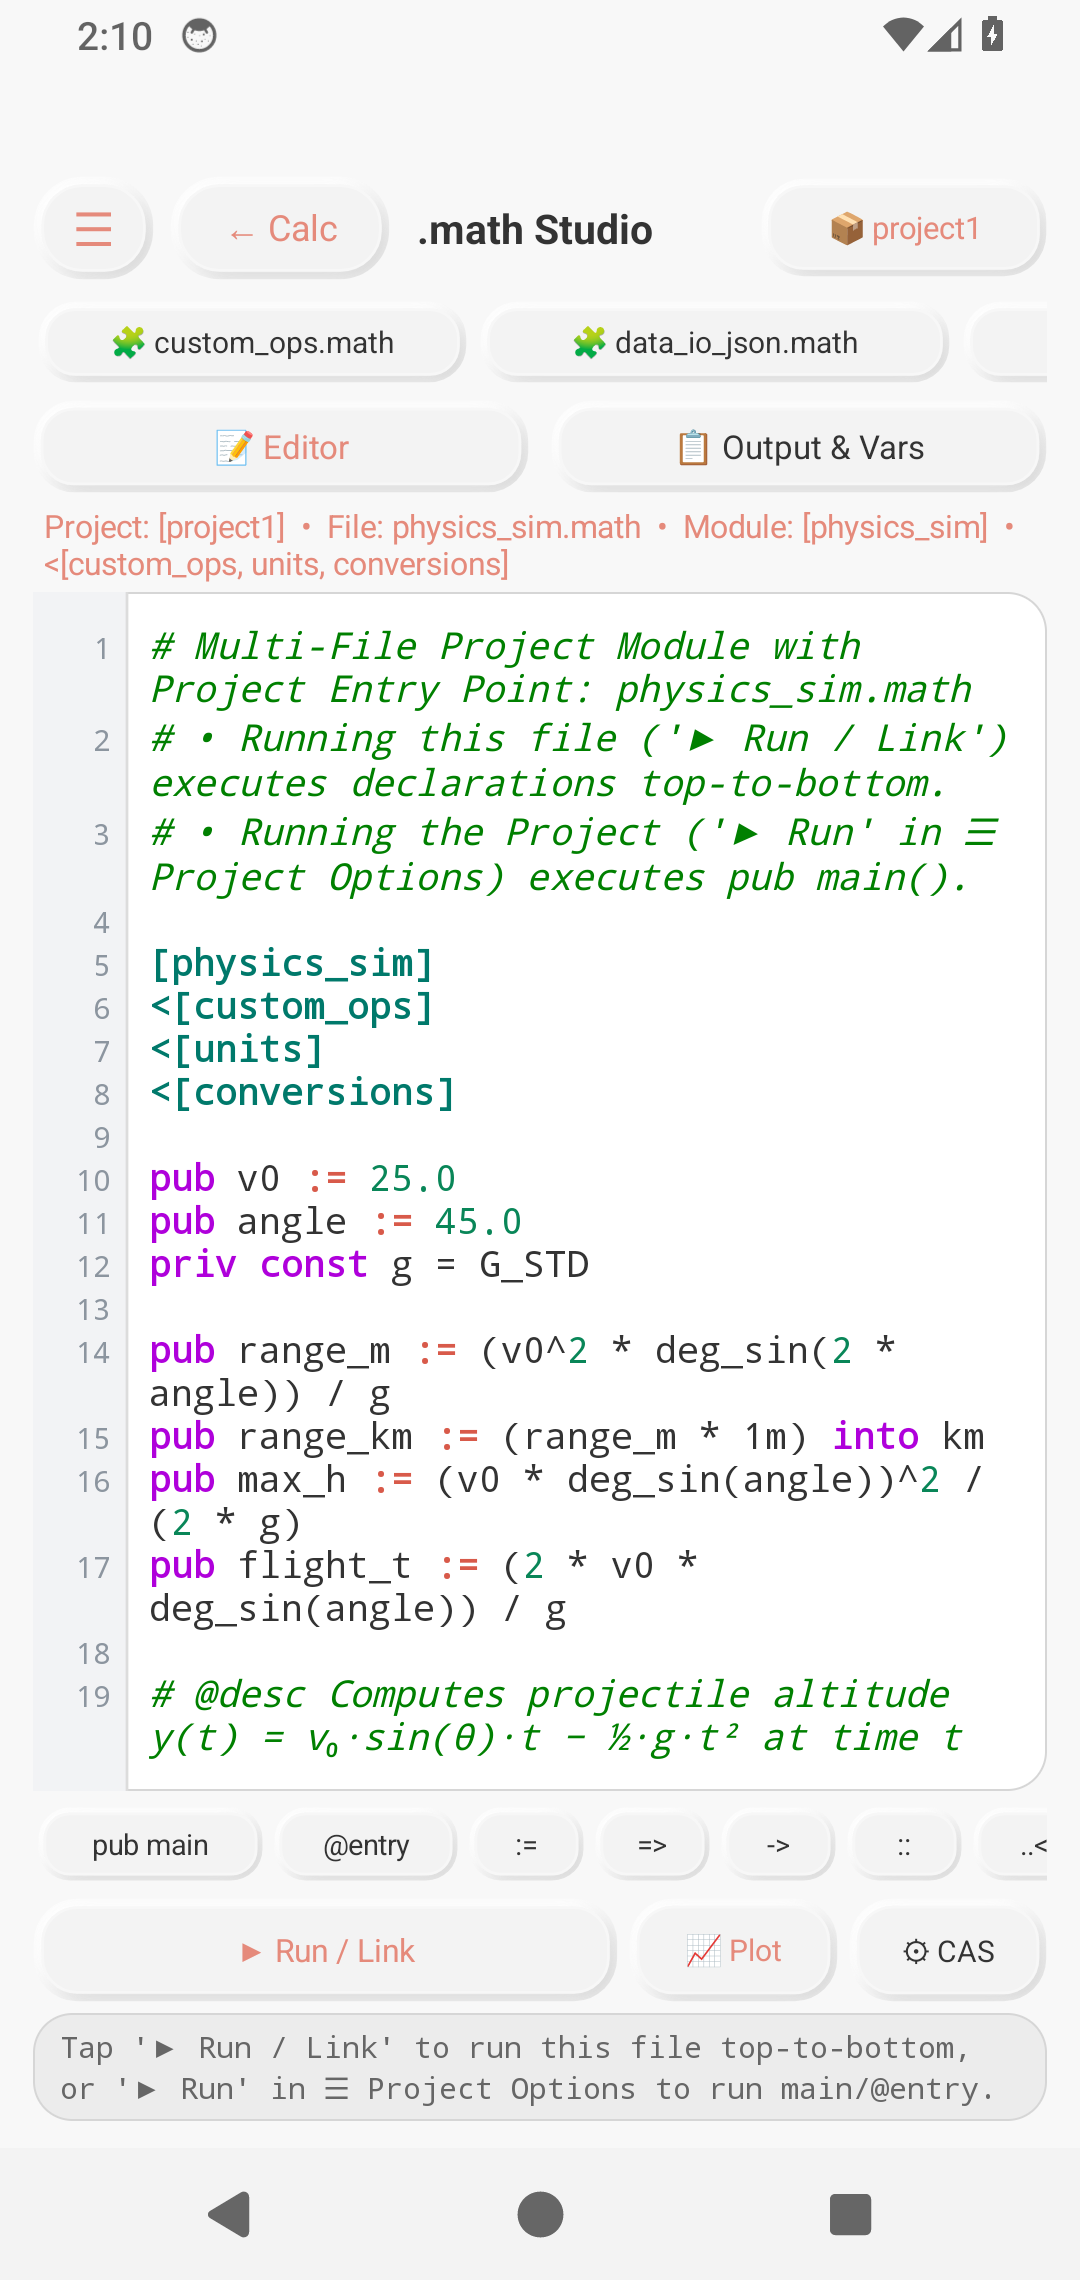 2:10
☰
← Calc
.math Studio
📦 project1
🧩 custom_ops.math
🧩 data_io_json.math
📝 Editor
📋 Output & Vars
Project: [project1] • File: physics_sim.math • Module: [physics_sim] •
<[custom_ops, units, conversions]
1 # Multi-File Project Module with
Project Entry Point: physics_sim.math
2 # • Running this file ('► Run / Link')
executes declarations top-to-bottom.
3 # • Running the Project ('► Run' in ☰
Project Options) executes pub main().
4
5 [physics_sim]
6 <[custom_ops]
7 <[units]
8 <[conversions]
9
10 pub v0 := 25.0
11 pub angle := 45.0
12 priv const g = G_STD
13
14 pub range_m := (v0^2 * deg_sin(2 *
angle)) / g
15 pub range_km := (range_m * 1m) into km
16 pub max_h := (v0 * deg_sin(angle))^2 /
(2 * g)
17 pub flight_t := (2 * v0 *
deg_sin(angle)) / g
18
19 # @desc Computes projectile altitude
y(t) = v₀·sin(θ)·t − ½·g·t² at time t
pub main
@entry
:=
=>
->
::
..<
► Run / Link
📈 Plot
⚙ CAS
Tap '► Run / Link' to run this file top-to-bottom,
or '► Run' in ☰ Project Options to run main/@entry.